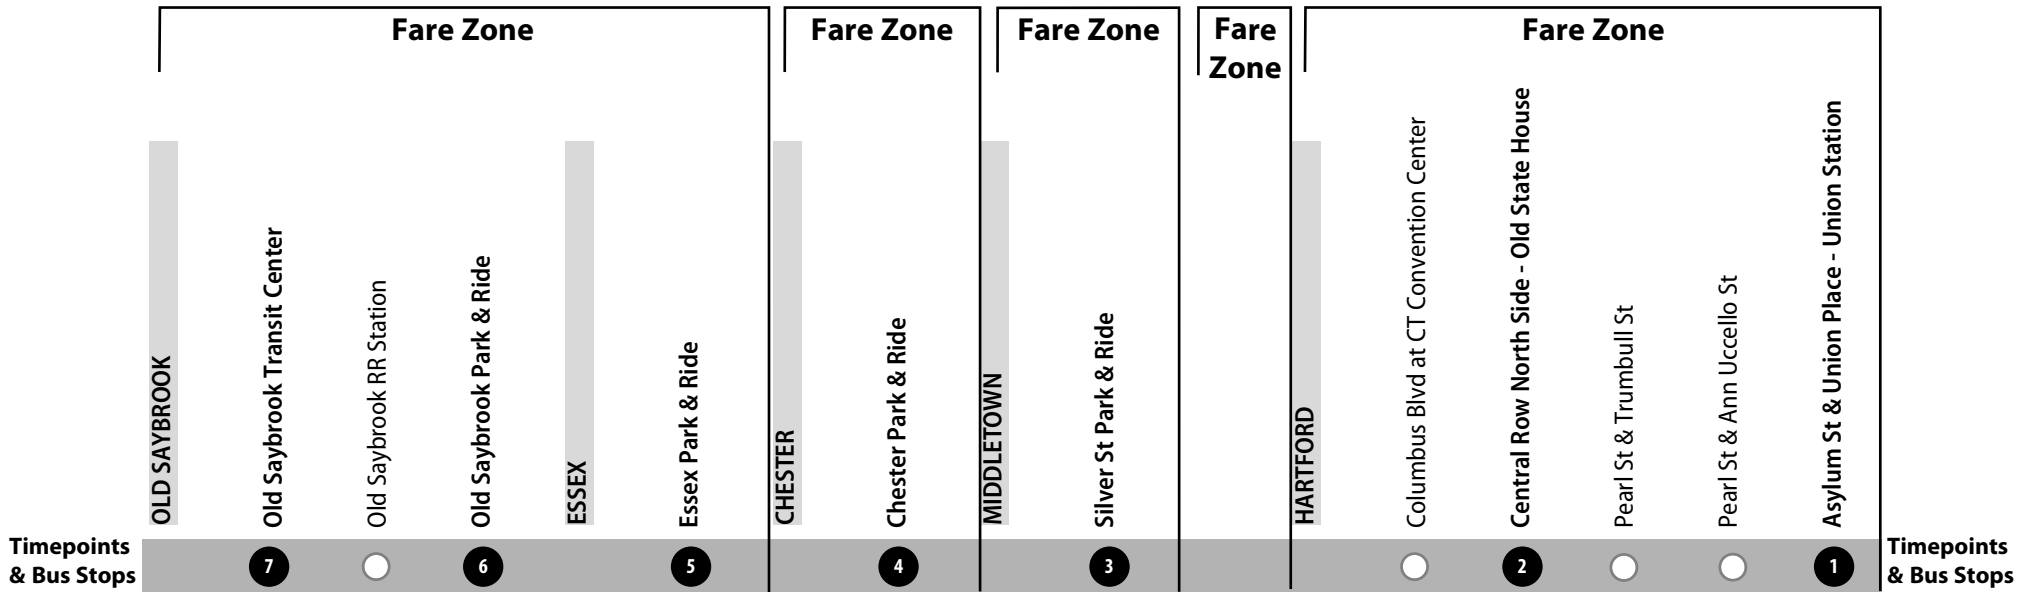 Fare Zone
Fare Zone
Fare Zone
Fare
Zone
Fare Zone
OLD SAYBROOK
Old Saybrook Transit Center
Old Saybrook RR Station
Old Saybrook Park & Ride
ESSEX
Essex Park & Ride
CHESTER
Chester Park & Ride
MIDDLETOWN
Silver St Park & Ride
HARTFORD
Columbus Blvd at CT Convention Center
Central Row North Side - Old State House
Pearl St & Trumbull St
Pearl St & Ann Uccello St
Asylum St & Union Place - Union Station
Timepoints
& Bus Stops
7
6
5
4
3
2
1
Timepoints
& Bus Stops